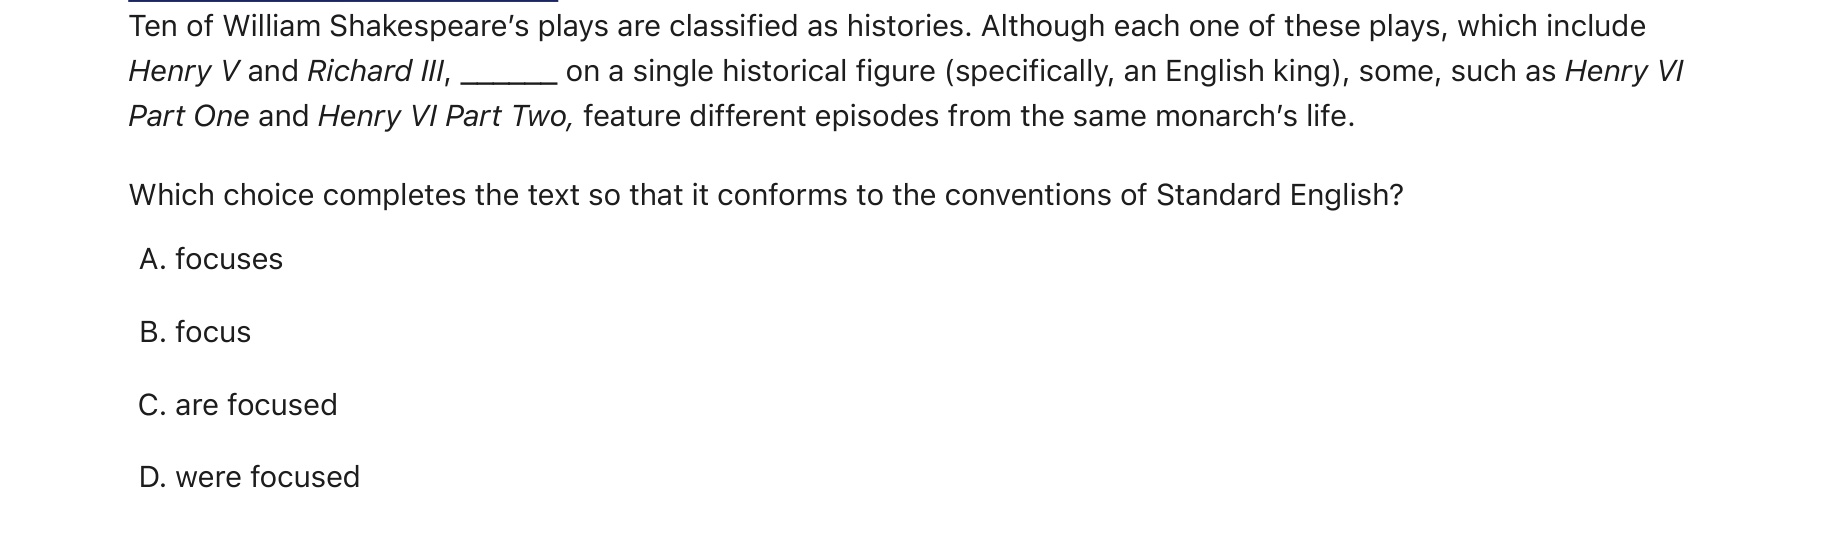 Ten of William Shakespeare’s plays are classified as histories. Although each one of these plays, which include
Henry V and Richard III, ______ on a single historical figure (specifically, an English king), some, such as Henry VI
Part One and Henry VI Part Two, feature different episodes from the same monarch’s life.
Which choice completes the text so that it conforms to the conventions of Standard English?
A. focuses
B. focus
C. are focused
D. were focused